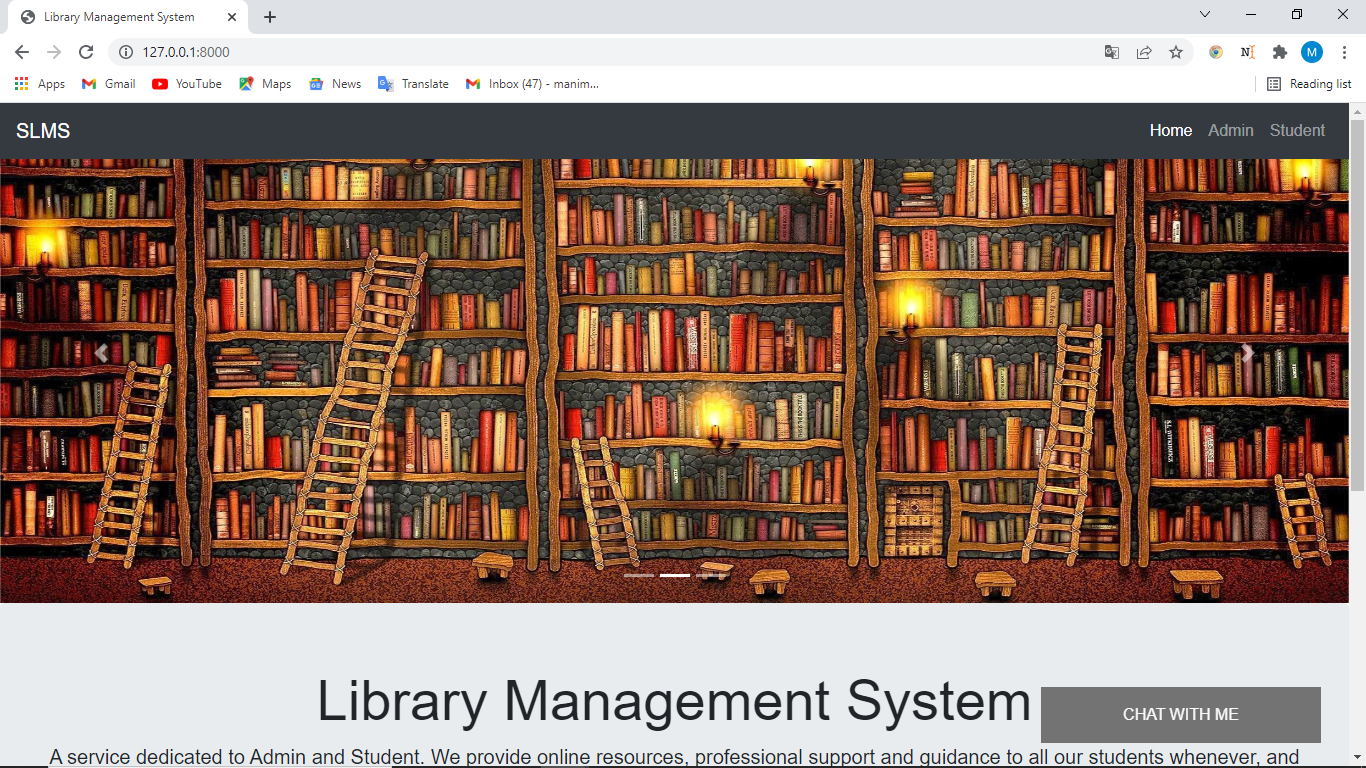 Library Management System
127.0.0.1:8000
M
Apps Gmail YouTube Maps News Translate Inbox (47) - manim... Reading list
SLMS Home Admin Student
Library Management System
CHAT WITH ME
A service dedicated to Admin and Student. We provide online resources, professional support and guidance to all our students whenever, and